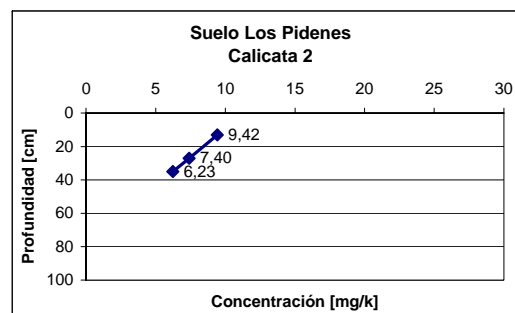 Suelo Los Pidenes
Calicata 2
0 5 10 15 20 25 30
Profundidad [cm]
0
20
40
60
80
100
9,42
7,40
6,23
Concentración [mg/k]